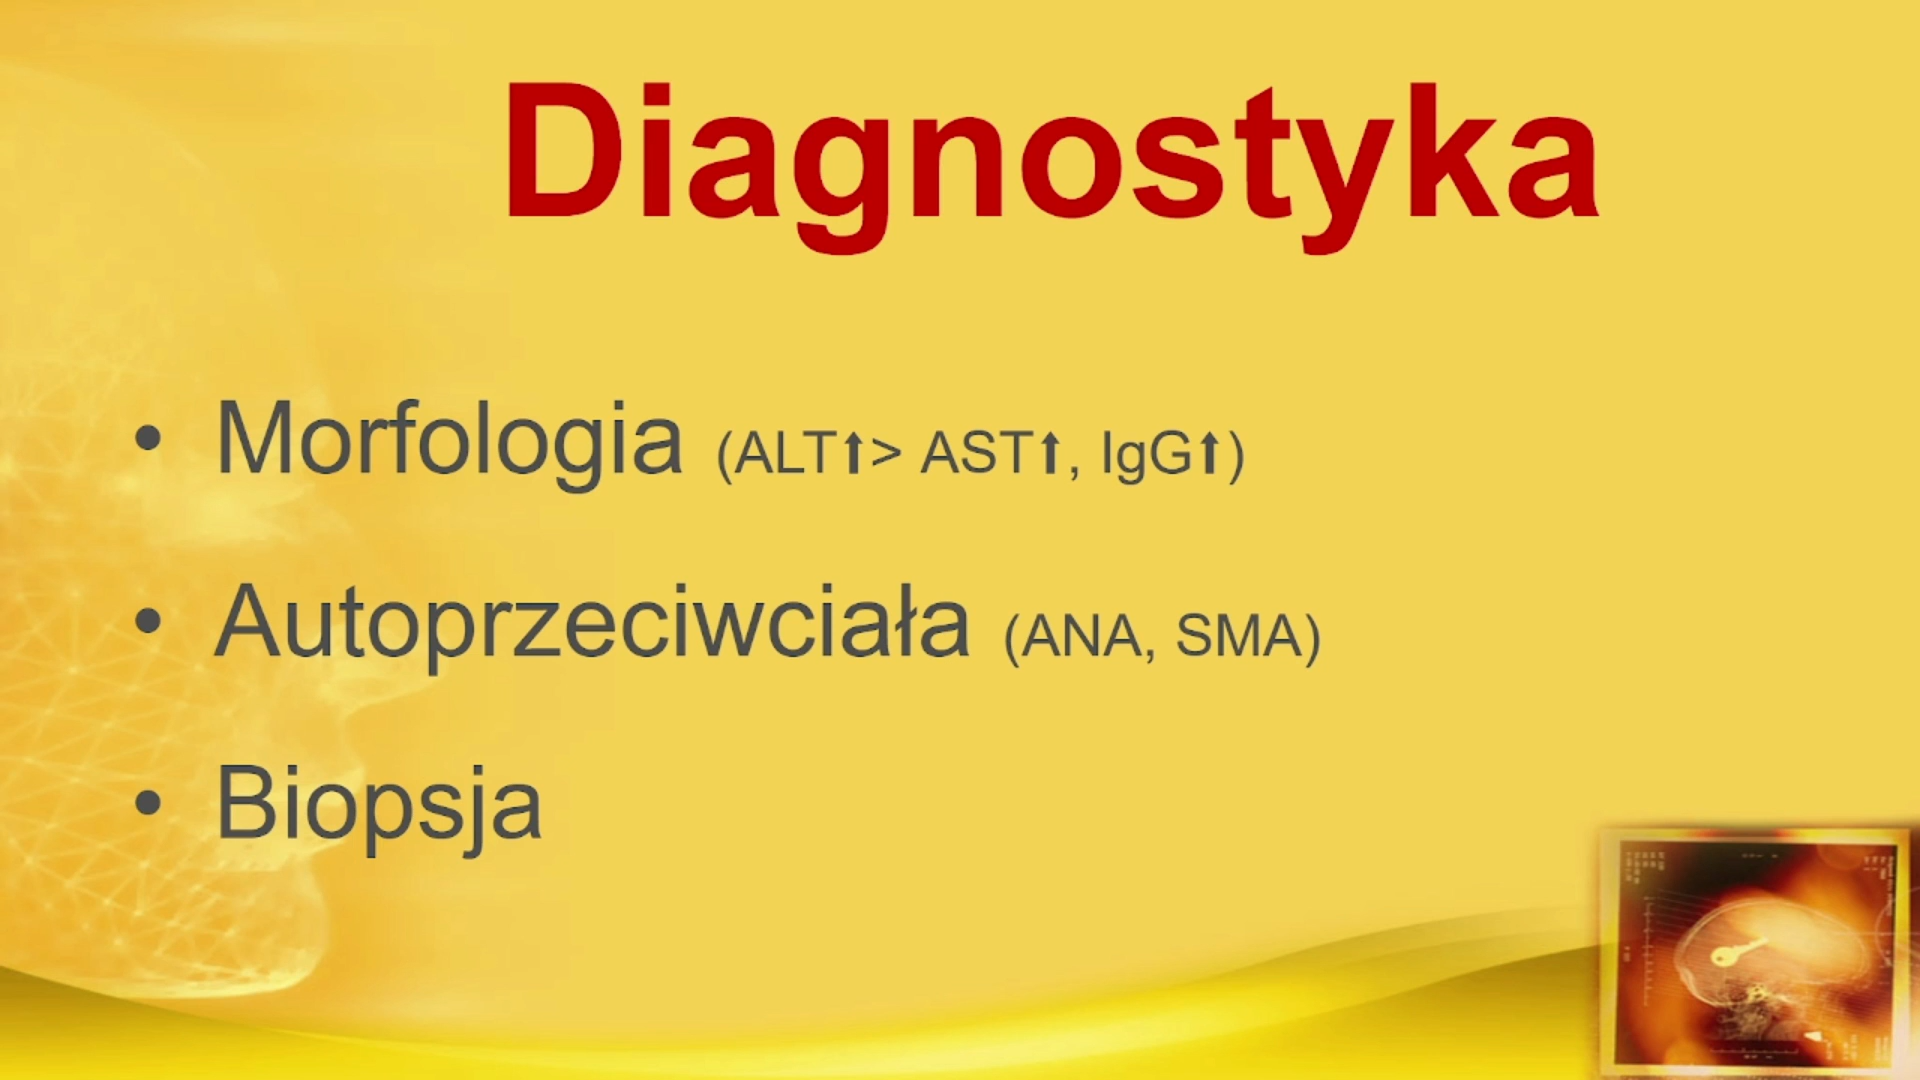 Diagnostyka
• Morfologia (ALT⬆> AST⬆, IgG⬆)
• Autoprzeciwciała (ANA, SMA)
• Biopsja